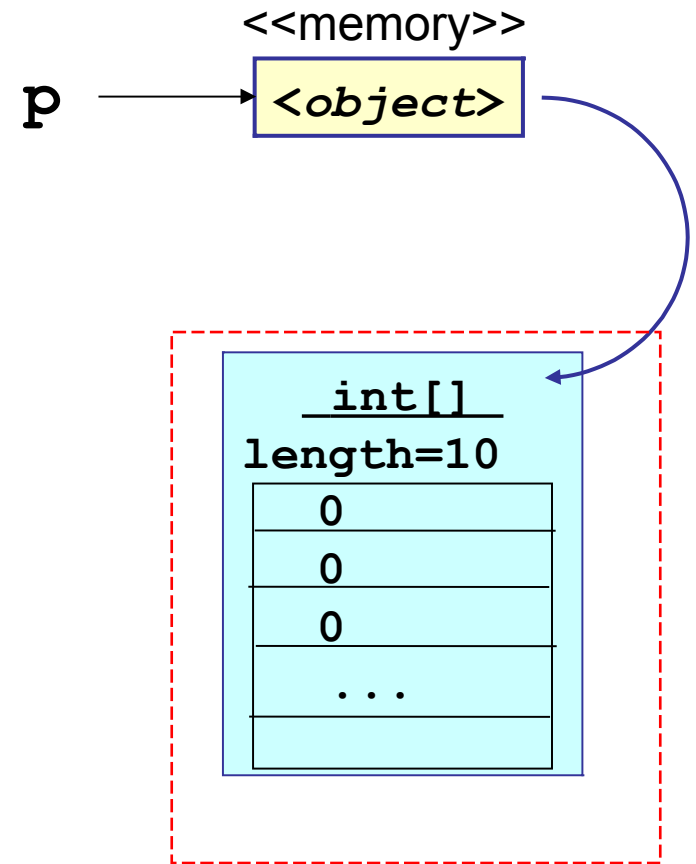 <<memory>>
p <object>
int[]
length=10
0
0
0
...